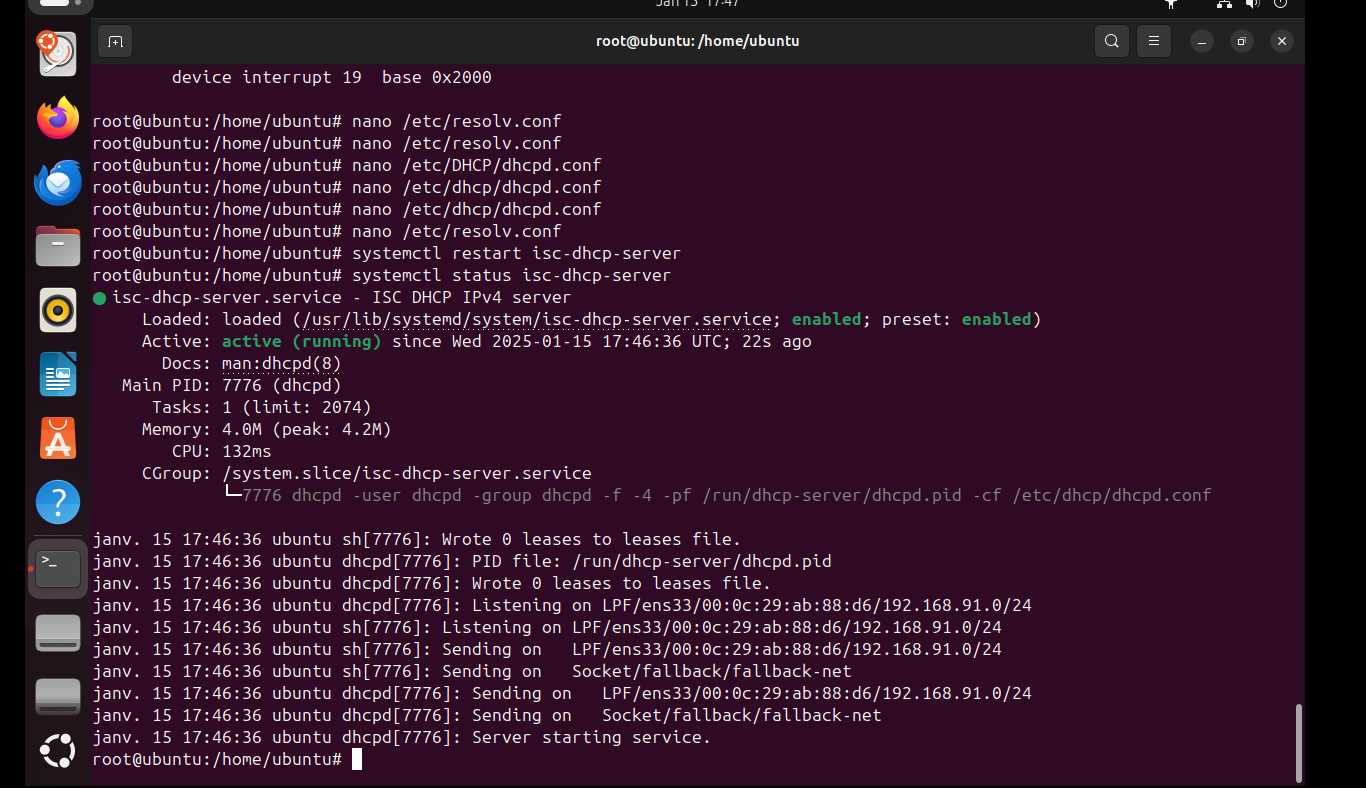 Jan 15 17:47
root@ubuntu: /home/ubuntu
device interrupt 19  base 0x2000
root@ubuntu:/home/ubuntu# nano /etc/resolv.conf
root@ubuntu:/home/ubuntu# nano /etc/resolv.conf
root@ubuntu:/home/ubuntu# nano /etc/DHCP/dhcpd.conf
root@ubuntu:/home/ubuntu# nano /etc/dhcp/dhcpd.conf
root@ubuntu:/home/ubuntu# nano /etc/dhcp/dhcpd.conf
root@ubuntu:/home/ubuntu# nano /etc/resolv.conf
root@ubuntu:/home/ubuntu# systemctl restart isc-dhcp-server
root@ubuntu:/home/ubuntu# systemctl status isc-dhcp-server
● isc-dhcp-server.service - ISC DHCP IPv4 server
Loaded: loaded (/usr/lib/systemd/system/isc-dhcp-server.service; enabled; preset: enabled)
Active: active (running) since Wed 2025-01-15 17:46:36 UTC; 22s ago
Docs: man:dhcpd(8)
Main PID: 7776 (dhcpd)
Tasks: 1 (limit: 2074)
Memory: 4.0M (peak: 4.2M)
CPU: 132ms
CGroup: /system.slice/isc-dhcp-server.service
└─7776 dhcpd -user dhcpd -group dhcpd -f -4 -pf /run/dhcp-server/dhcpd.pid -cf /etc/dhcp/dhcpd.conf
janv. 15 17:46:36 ubuntu sh[7776]: Wrote 0 leases to leases file.
janv. 15 17:46:36 ubuntu dhcpd[7776]: PID file: /run/dhcp-server/dhcpd.pid
janv. 15 17:46:36 ubuntu dhcpd[7776]: Wrote 0 leases to leases file.
janv. 15 17:46:36 ubuntu dhcpd[7776]: Listening on LPF/ens33/00:0c:29:ab:88:d6/192.168.91.0/24
janv. 15 17:46:36 ubuntu sh[7776]: Listening on LPF/ens33/00:0c:29:ab:88:d6/192.168.91.0/24
janv. 15 17:46:36 ubuntu sh[7776]: Sending on   LPF/ens33/00:0c:29:ab:88:d6/192.168.91.0/24
janv. 15 17:46:36 ubuntu sh[7776]: Sending on   Socket/fallback/fallback-net
janv. 15 17:46:36 ubuntu dhcpd[7776]: Sending on   LPF/ens33/00:0c:29:ab:88:d6/192.168.91.0/24
janv. 15 17:46:36 ubuntu dhcpd[7776]: Sending on   Socket/fallback/fallback-net
janv. 15 17:46:36 ubuntu dhcpd[7776]: Server starting service.
root@ubuntu:/home/ubuntu#